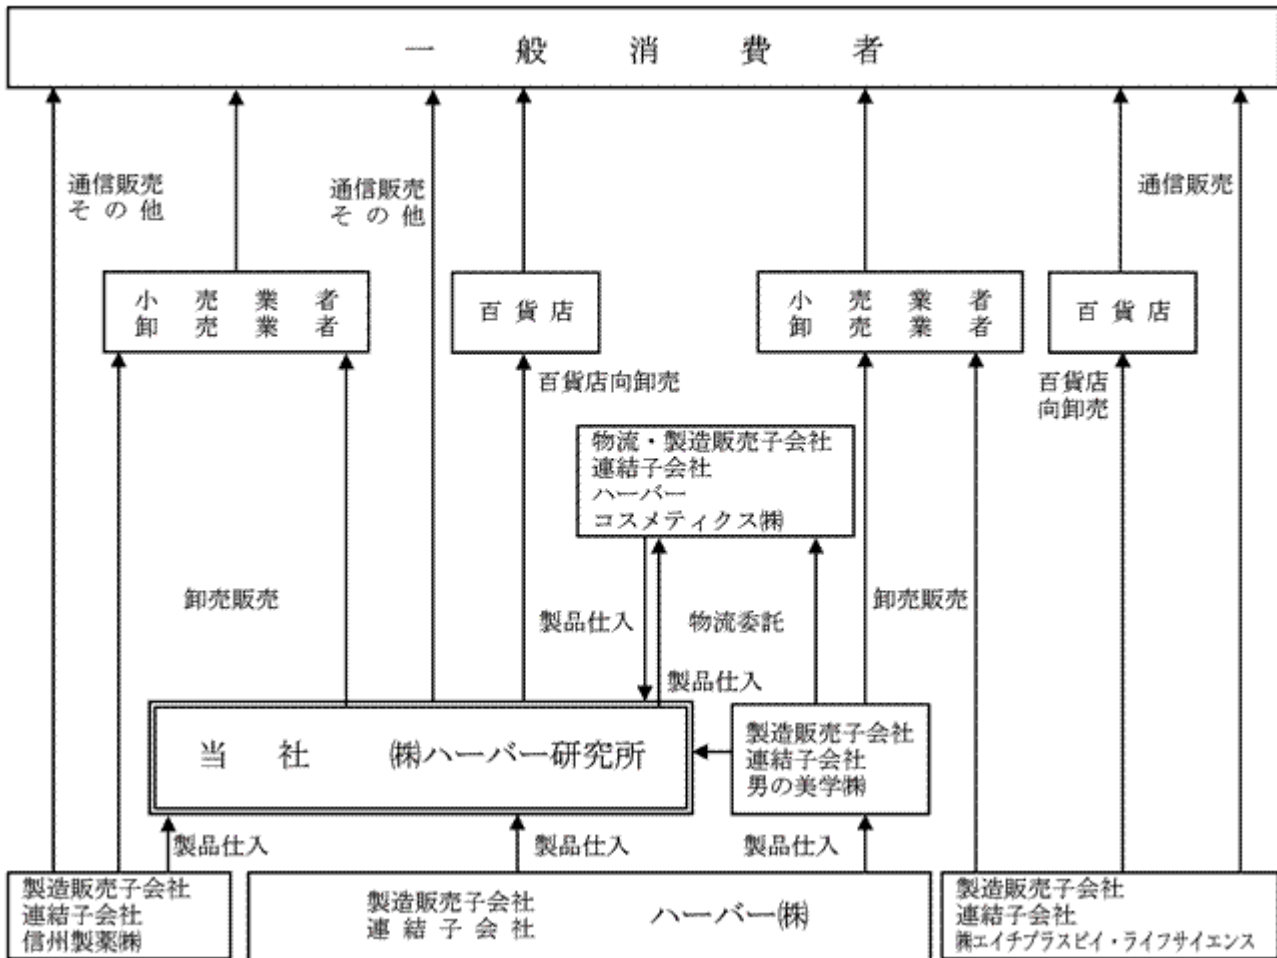 一般消費者
通信販売
その他
通信販売
その他
通信販売
小売業者
卸売業者
百貨店
小売業者
卸売業者
百貨店
百貨店向卸売
百貨店
向卸売
物流・製造販売子会社
連結子会社
ハーバー
コスメティクス㈱
卸売販売
製品仕入
物流委託
卸売販売
製品仕入
当社 ㈱ハーバー研究所
製造販売子会社
連結子会社
男の美学㈱
製品仕入
製品仕入
製品仕入
製造販売子会社
連結子会社
信州製薬㈱
製造販売子会社
連結子会社
ハーバー㈱
製造販売子会社
連結子会社
㈱エイチプラスビィ・ライフサイエンス